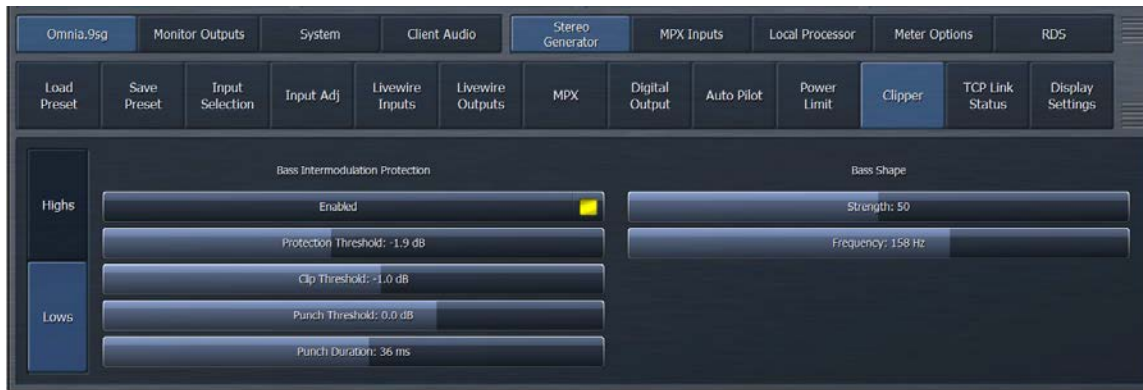 Omnia.9sg
Monitor Outputs
System
Client Audio
Stereo
Generator
MPX Inputs
Local Processor
Meter Options
RDS
Load
Preset
Save
Preset
Input
Selection
Input Adj
Livewire
Inputs
Livewire
Outputs
MPX
Digital
Output
Auto Pilot
Power
Limit
Clipper
TCP Link
Status
Display
Settings
Highs
Lows
Bass Intermodulation Protection
Enabled
Protection Threshold: -1.9 dB
Clip Threshold: -1.0 dB
Punch Threshold: 0.0 dB
Punch Duration: 36 ms
Bass Shape
Strength: 50
Frequency: 158 Hz